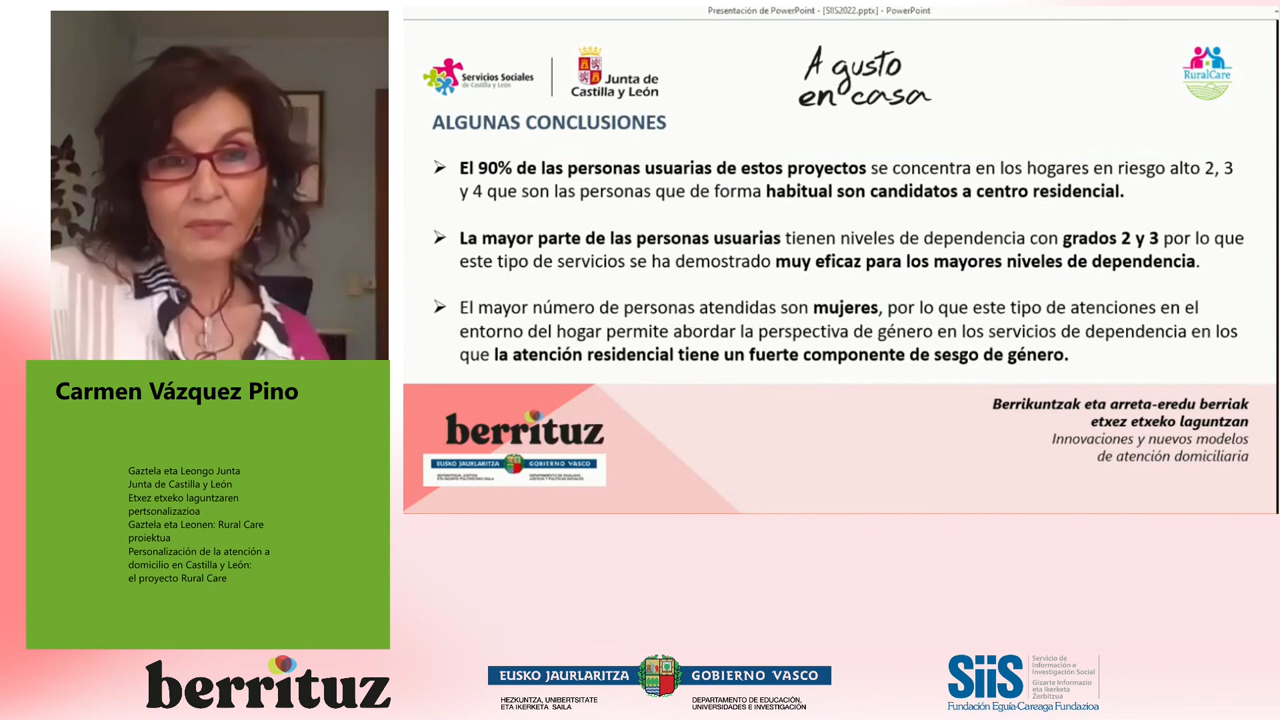 Presentación de PowerPoint - [SIIS2022.pptx] - PowerPoint
Servicios Sociales
de Castilla y León
Junta de
Castilla y León
A gusto
en casa
RuralCare
ALGUNAS CONCLUSIONES
El 90% de las personas usuarias de estos proyectos se concentra en los hogares en riesgo alto 2, 3
y 4 que son las personas que de forma habitual son candidatos a centro residencial.
La mayor parte de las personas usuarias tienen niveles de dependencia con grados 2 y 3 por lo que
este tipo de servicios se ha demostrado muy eficaz para los mayores niveles de dependencia.
El mayor número de personas atendidas son mujeres, por lo que este tipo de atenciones en el
entorno del hogar permite abordar la perspectiva de género en los servicios de dependencia en los
que la atención residencial tiene un fuerte componente de sesgo de género.
berrituz
EUSKO JAURLARITZA GOBIERNO VASCO
Berrikuntzak eta arreta-eredu berriak
etxez etxeko laguntzan
Innovaciones y nuevos modelos
de atención domiciliaria
Carmen Vázquez Pino
Gaztela eta Leongo Junta
Junta de Castilla y León
Etxez etxeko laguntzaren
pertsonalizazioa
Gaztela eta Leonen: Rural Care
proiektua
Personalización de la atención a
domicilio en Castilla y León:
el proyecto Rural Care
berrituz
EUSKO JAURLARITZA GOBIERNO VASCO
HEZKUNTZA, UNIBERTSITATE
ETA IKERKETA SAILA
DEPARTAMENTO DE EDUCACIÓN,
UNIVERSIDADES E INVESTIGACIÓN
SiiS
Servicio de
Información e
Investigación Social
Gizarte Informazio
eta Ikerketa
Zerbitzua
Fundación Eguía-Careaga Fundazioa